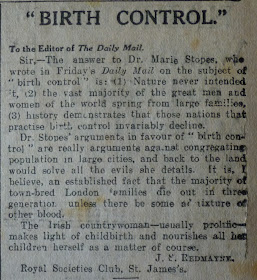 "BIRTH CONTROL."
To the Editor of The Daily Mail.
Sir,—The answer to Dr. Marie Stopes, who
wrote in Friday's Daily Mail on the subject of
"birth control" is: (1) Nature never intended
it, (2) the vast majority of the great men and
women of the world spring from large families,
(3) history demonstrates that those nations that
practise birth control invariably decline.
Dr. Stopes' arguments in favour of "birth con-
trol" are really arguments against congregating
population in large cities, and back to the land
would solve all the evils she details. It is, I
believe, an established fact that the majority of
town-bred London families die out in three
generations unless there be some admixture of
other blood.
The Irish countrywoman—usually prolific—
makes light of childbirth and nourishes all her
children herself as a matter of course.
REDMAYNE.
Royal Societies Club, St. James's.